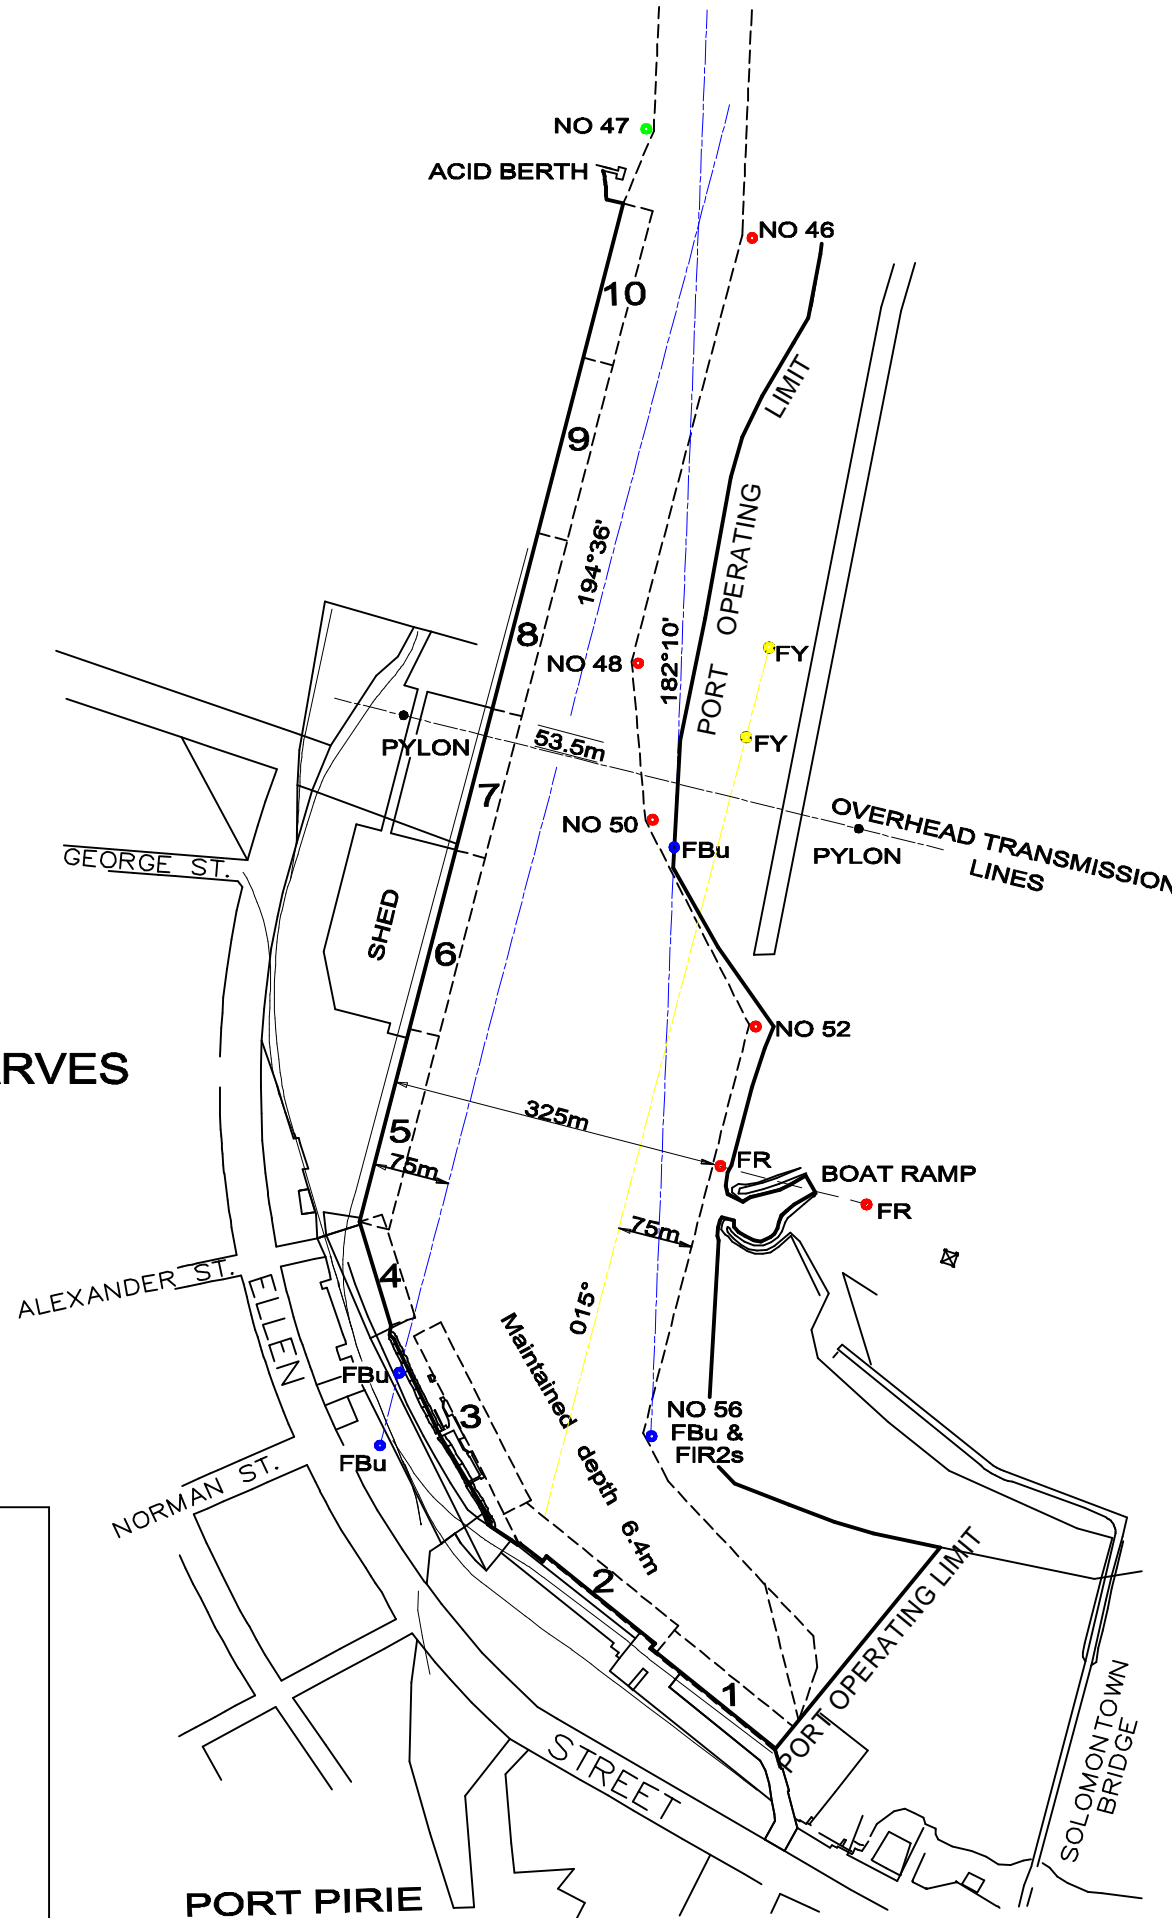 NO 47
ACID BERTH
NO 46
10
LIMIT
9
OPERATING
194°36'
8
182°10'
NO 48
FY
PORT
PYLON
53.5m
FY
7
OVERHEAD TRANSMISSION
LINES
NO 50
FBu
PYLON
GEORGE ST.
SHED
6
NO 52
RVES
325m
5
75m
FR
BOAT RAMP
FR
75m
ALEXANDER ST.
4
ELLEN
015°
Maintained depth 6.4m
FBu
3
NO 56
FBu &
FlR2s
FBu
NORMAN ST.
2
PORT OPERATING LIMIT
1
STREET
SOLOMONTOWN
BRIDGE
PORT PIRIE